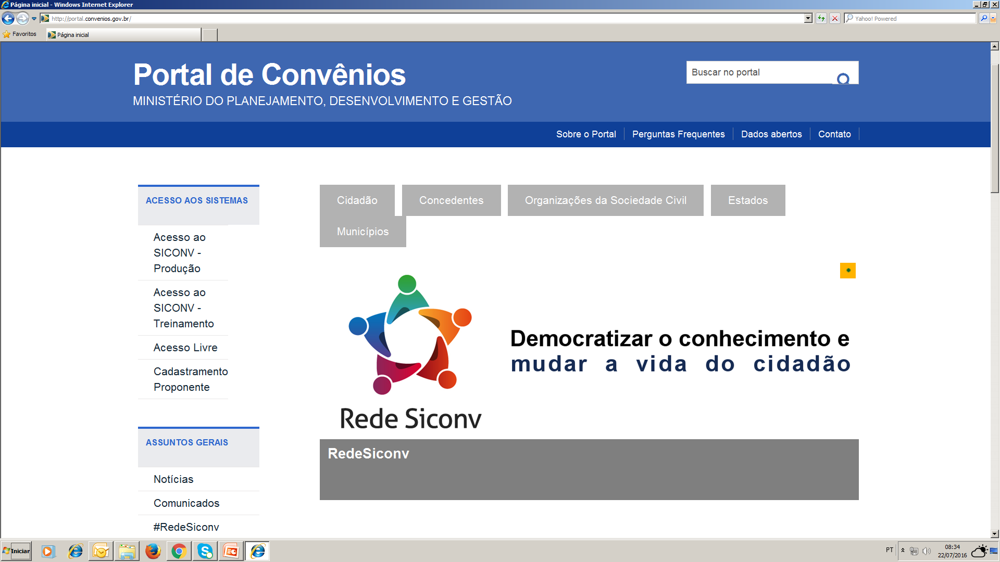 Página inicial - Windows Internet Explorer
http://portal.convenios.gov.br/
Yahoo! Powered
Favoritos
Página inicial
Portal de Convênios
MINISTÉRIO DO PLANEJAMENTO, DESENVOLVIMENTO E GESTÃO
Buscar no portal
Sobre o Portal
Perguntas Frequentes
Dados abertos
Contato
ACESSO AOS SISTEMAS
Acesso ao
SICONV -
Produção
Acesso ao
SICONV -
Treinamento
Acesso Livre
Cadastramento
Proponente
ASSUNTOS GERAIS
Notícias
Comunicados
#RedeSiconv
Cidadão
Concedentes
Organizações da Sociedade Civil
Estados
Municípios
Rede Siconv
Democratizar o conhecimento e
mudar a vida do cidadão
RedeSiconv
Iniciar
PT
08:34
22/07/2016